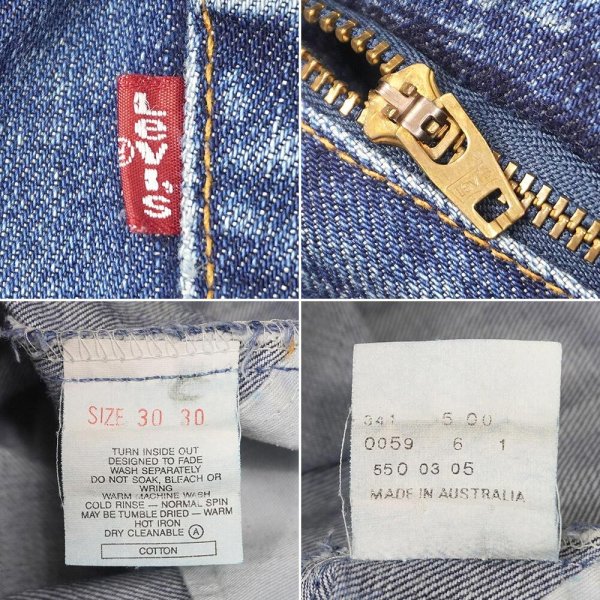 LEVI'S
®
LEVI'S
SIZE 30 30
TURN INSIDE OUT
DESIGNED TO FADE
WASH SEPARATELY
DO NOT SOAK, BLEACH OR
WRING
WARM MACHINE WASH
COLD RINSE — NORMAL SPIN
MAY BE TUMBLE DRIED — WARM
HOT IRON
DRY CLEANABLE Ⓐ
COTTON
341 5 00
0059 6 1
550 03 05
MADE IN AUSTRALIA